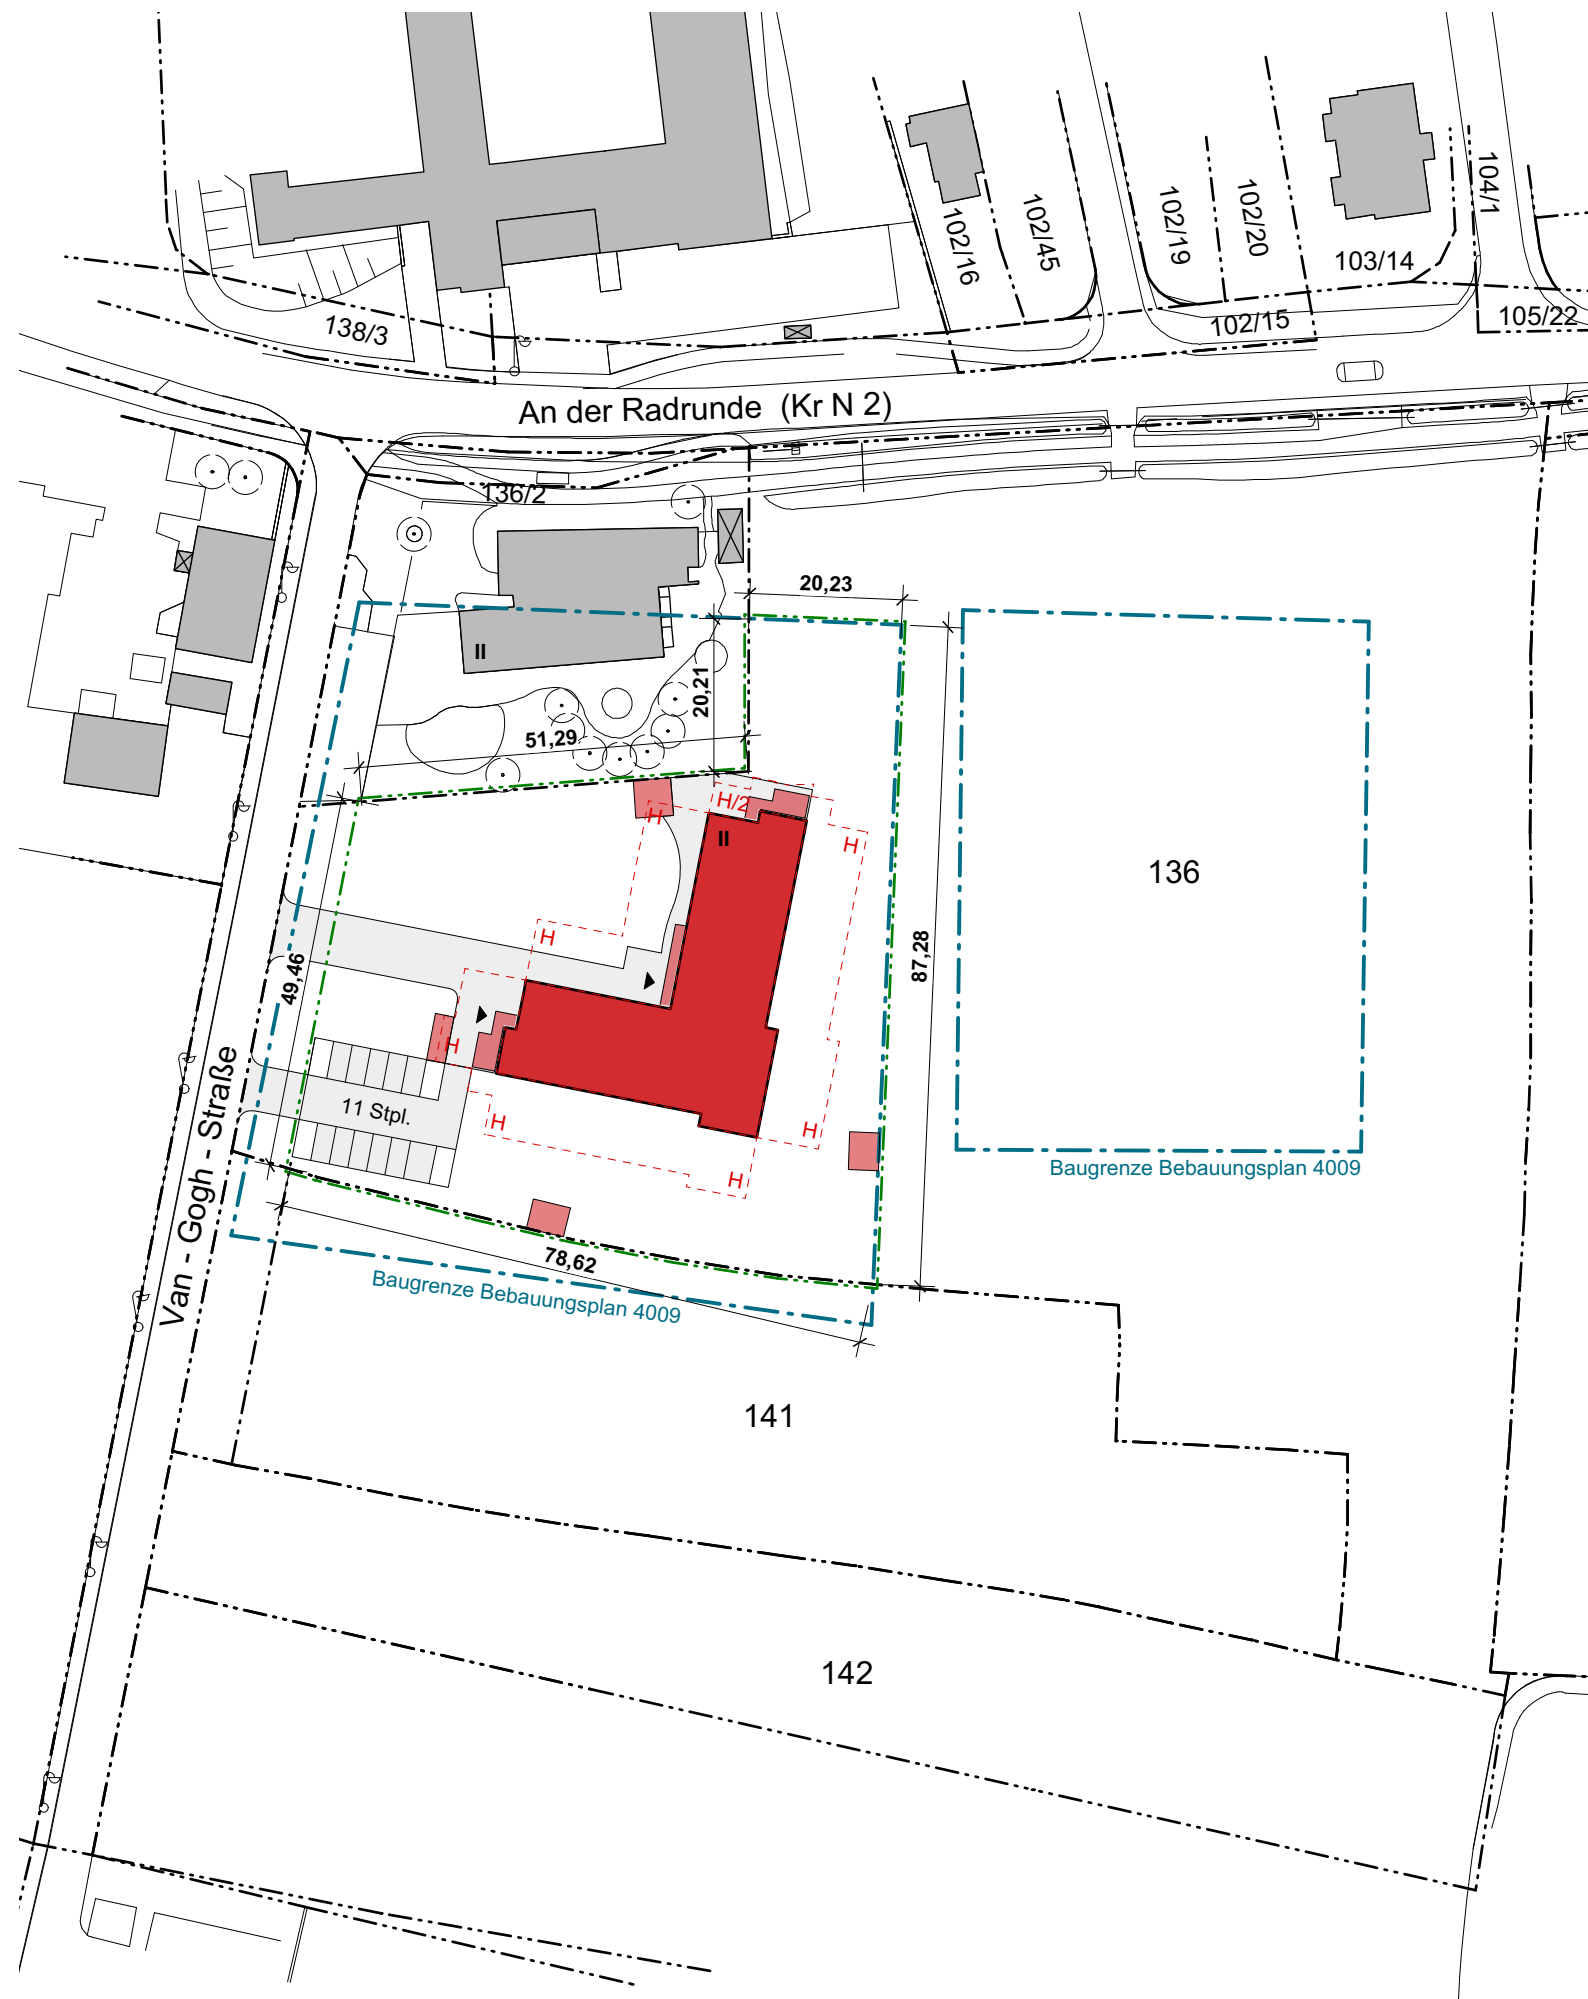 104/1
102/16
102/45
102/19
102/20
103/14
138/3
102/15
105/22
An der Radrunde (Kr N 2)
136/2
20,23
II
20,21
51,29
H/2
H
II
H
136
H
49,46
87,28
H
11 Stpl.
H
H
Baugrenze Bebauungsplan 4009
H
Van - Gogh - Straße
78,62
Baugrenze Bebauungsplan 4009
141
142